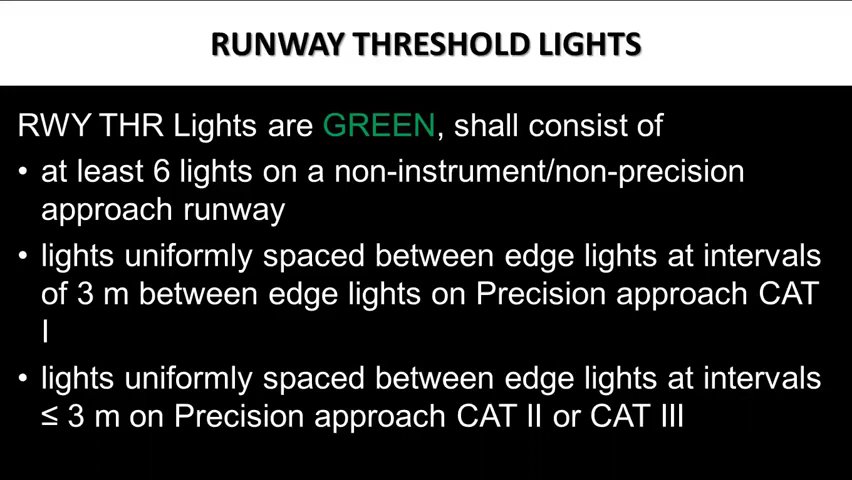 RUNWAY THRESHOLD LIGHTS
RWY THR Lights are GREEN, shall consist of
• at least 6 lights on a non-instrument/non-precision
approach runway
• lights uniformly spaced between edge lights at intervals
of 3 m between edge lights on Precision approach CAT
I
• lights uniformly spaced between edge lights at intervals
≤ 3 m on Precision approach CAT II or CAT III